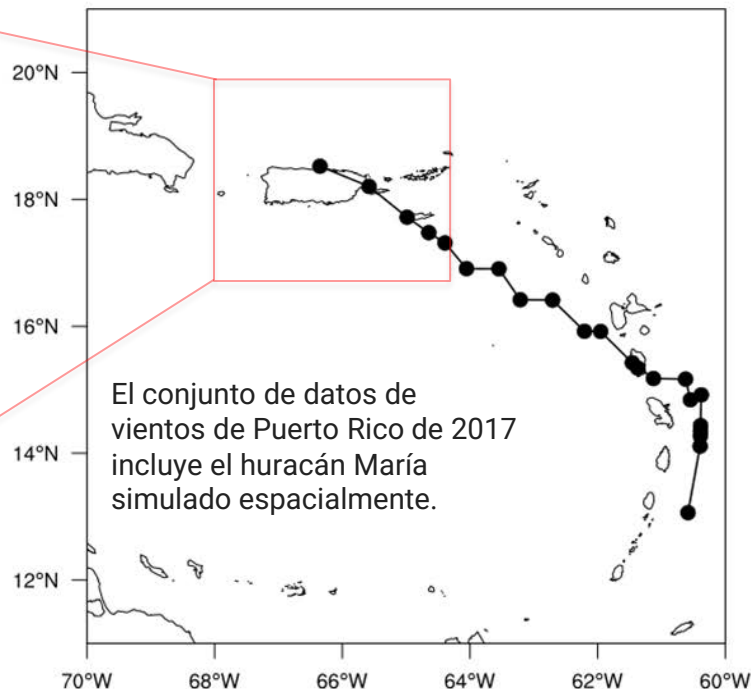 20°N
18°N
16°N
El conjunto de datos de
vientos de Puerto Rico de 2017
incluye el huracán María
simulado espacialmente.
14°N
12°N
70°W 68°W 66°W 64°W 62°W 60°W